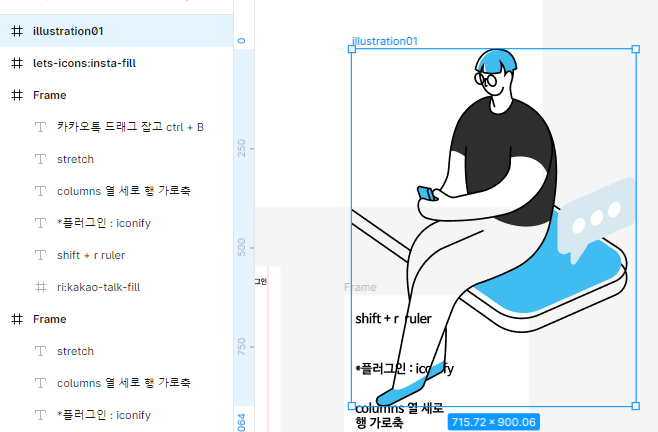 illustration01
lets-icons:insta-fill
Frame
카카오톡 드래그 잡고 ctrl + B
stretch
columns 열 세로 행 가로축
*플러그인 : iconify
shift + r ruler
ri:kakao-talk-fill
Frame
stretch
columns 열 세로 행 가로축
*플러그인 : iconify
0
250
500
750
064
illustration01
그인
Frame
shift + r ruler
*플러그인 : iconify
columns 열 세로
행 가로축
715.72 × 900.06